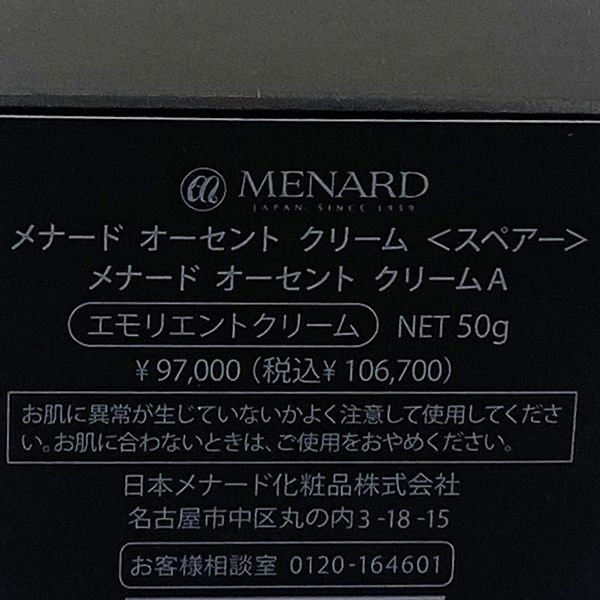 MENARD
JAPAN: SINCE 1959
メナード オーセント クリーム ＜スペアー＞
メナード オーセント クリームA
エモリエントクリーム NET 50g
¥ 97,000 (税込¥ 106,700)
お肌に異常が生じていないかよく注意して使用してくださ
い。お肌に合わないときは、ご使用をおやめください。
日本メナード化粧品株式会社
名古屋市中区丸の内3-18-15
お客様相談室 0120-164601